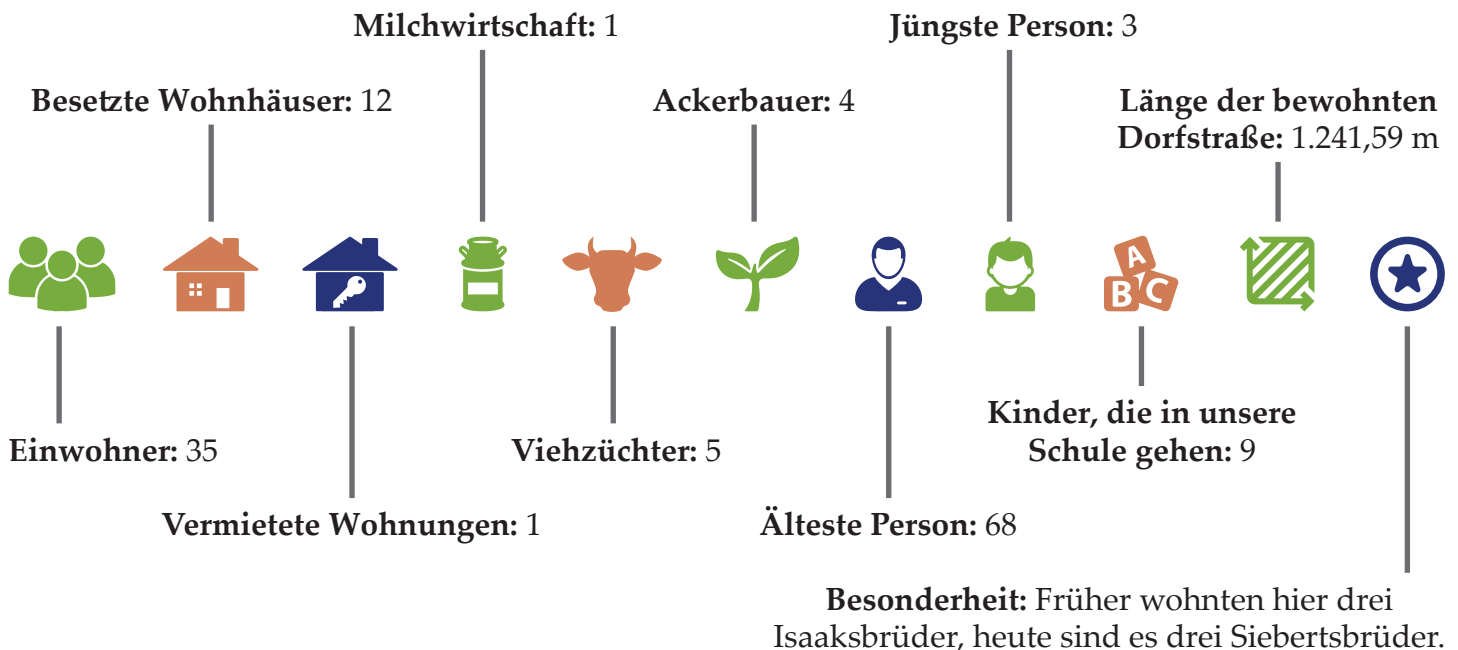 Milchwirtschaft: 1
Jüngste Person: 3
Besetzte Wohnhäuser: 12
Ackerbauer: 4
Länge der bewohnten
Dorfstraße: 1.241,59 m
A
B C
Einwohner: 35
Viehzüchter: 5
Kinder, die in unsere
Schule gehen: 9
Vermietete Wohnungen: 1
Älteste Person: 68
Besonderheit: Früher wohnten hier drei
Isaaksbrüder, heute sind es drei Siebertsbrüder.